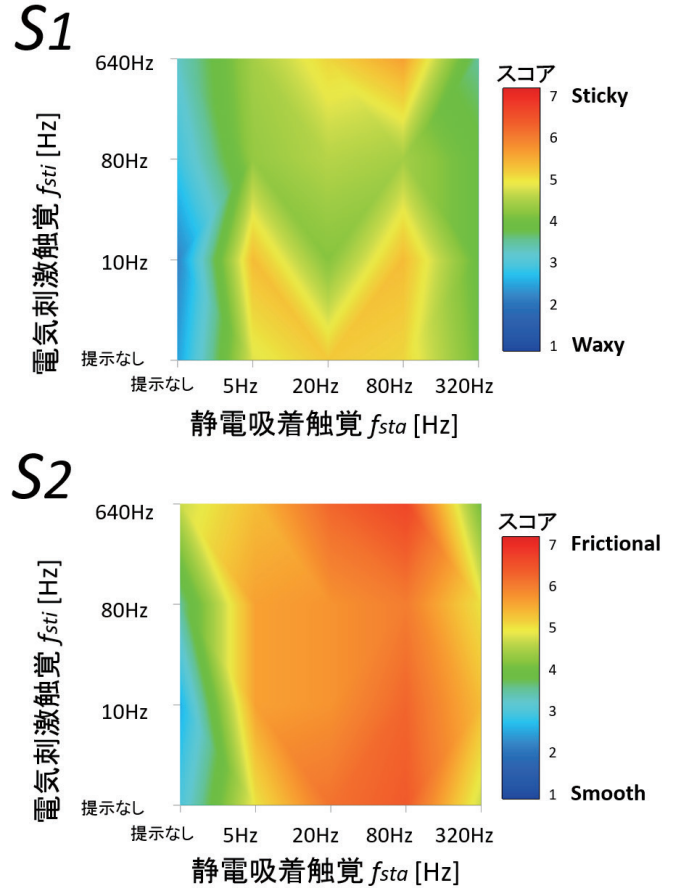 S1
640Hz
80Hz
10Hz
提示なし
電気刺激触覚 fsti [Hz]
提示なし 5Hz 20Hz 80Hz 320Hz
静電吸着触覚 fsta [Hz]
スコア
7 Sticky
6
5
4
3
2
1 Waxy
S2
640Hz
80Hz
10Hz
提示なし
電気刺激触覚 fsti [Hz]
提示なし 5Hz 20Hz 80Hz 320Hz
静電吸着触覚 fsta [Hz]
スコア
7 Frictional
6
5
4
3
2
1 Smooth